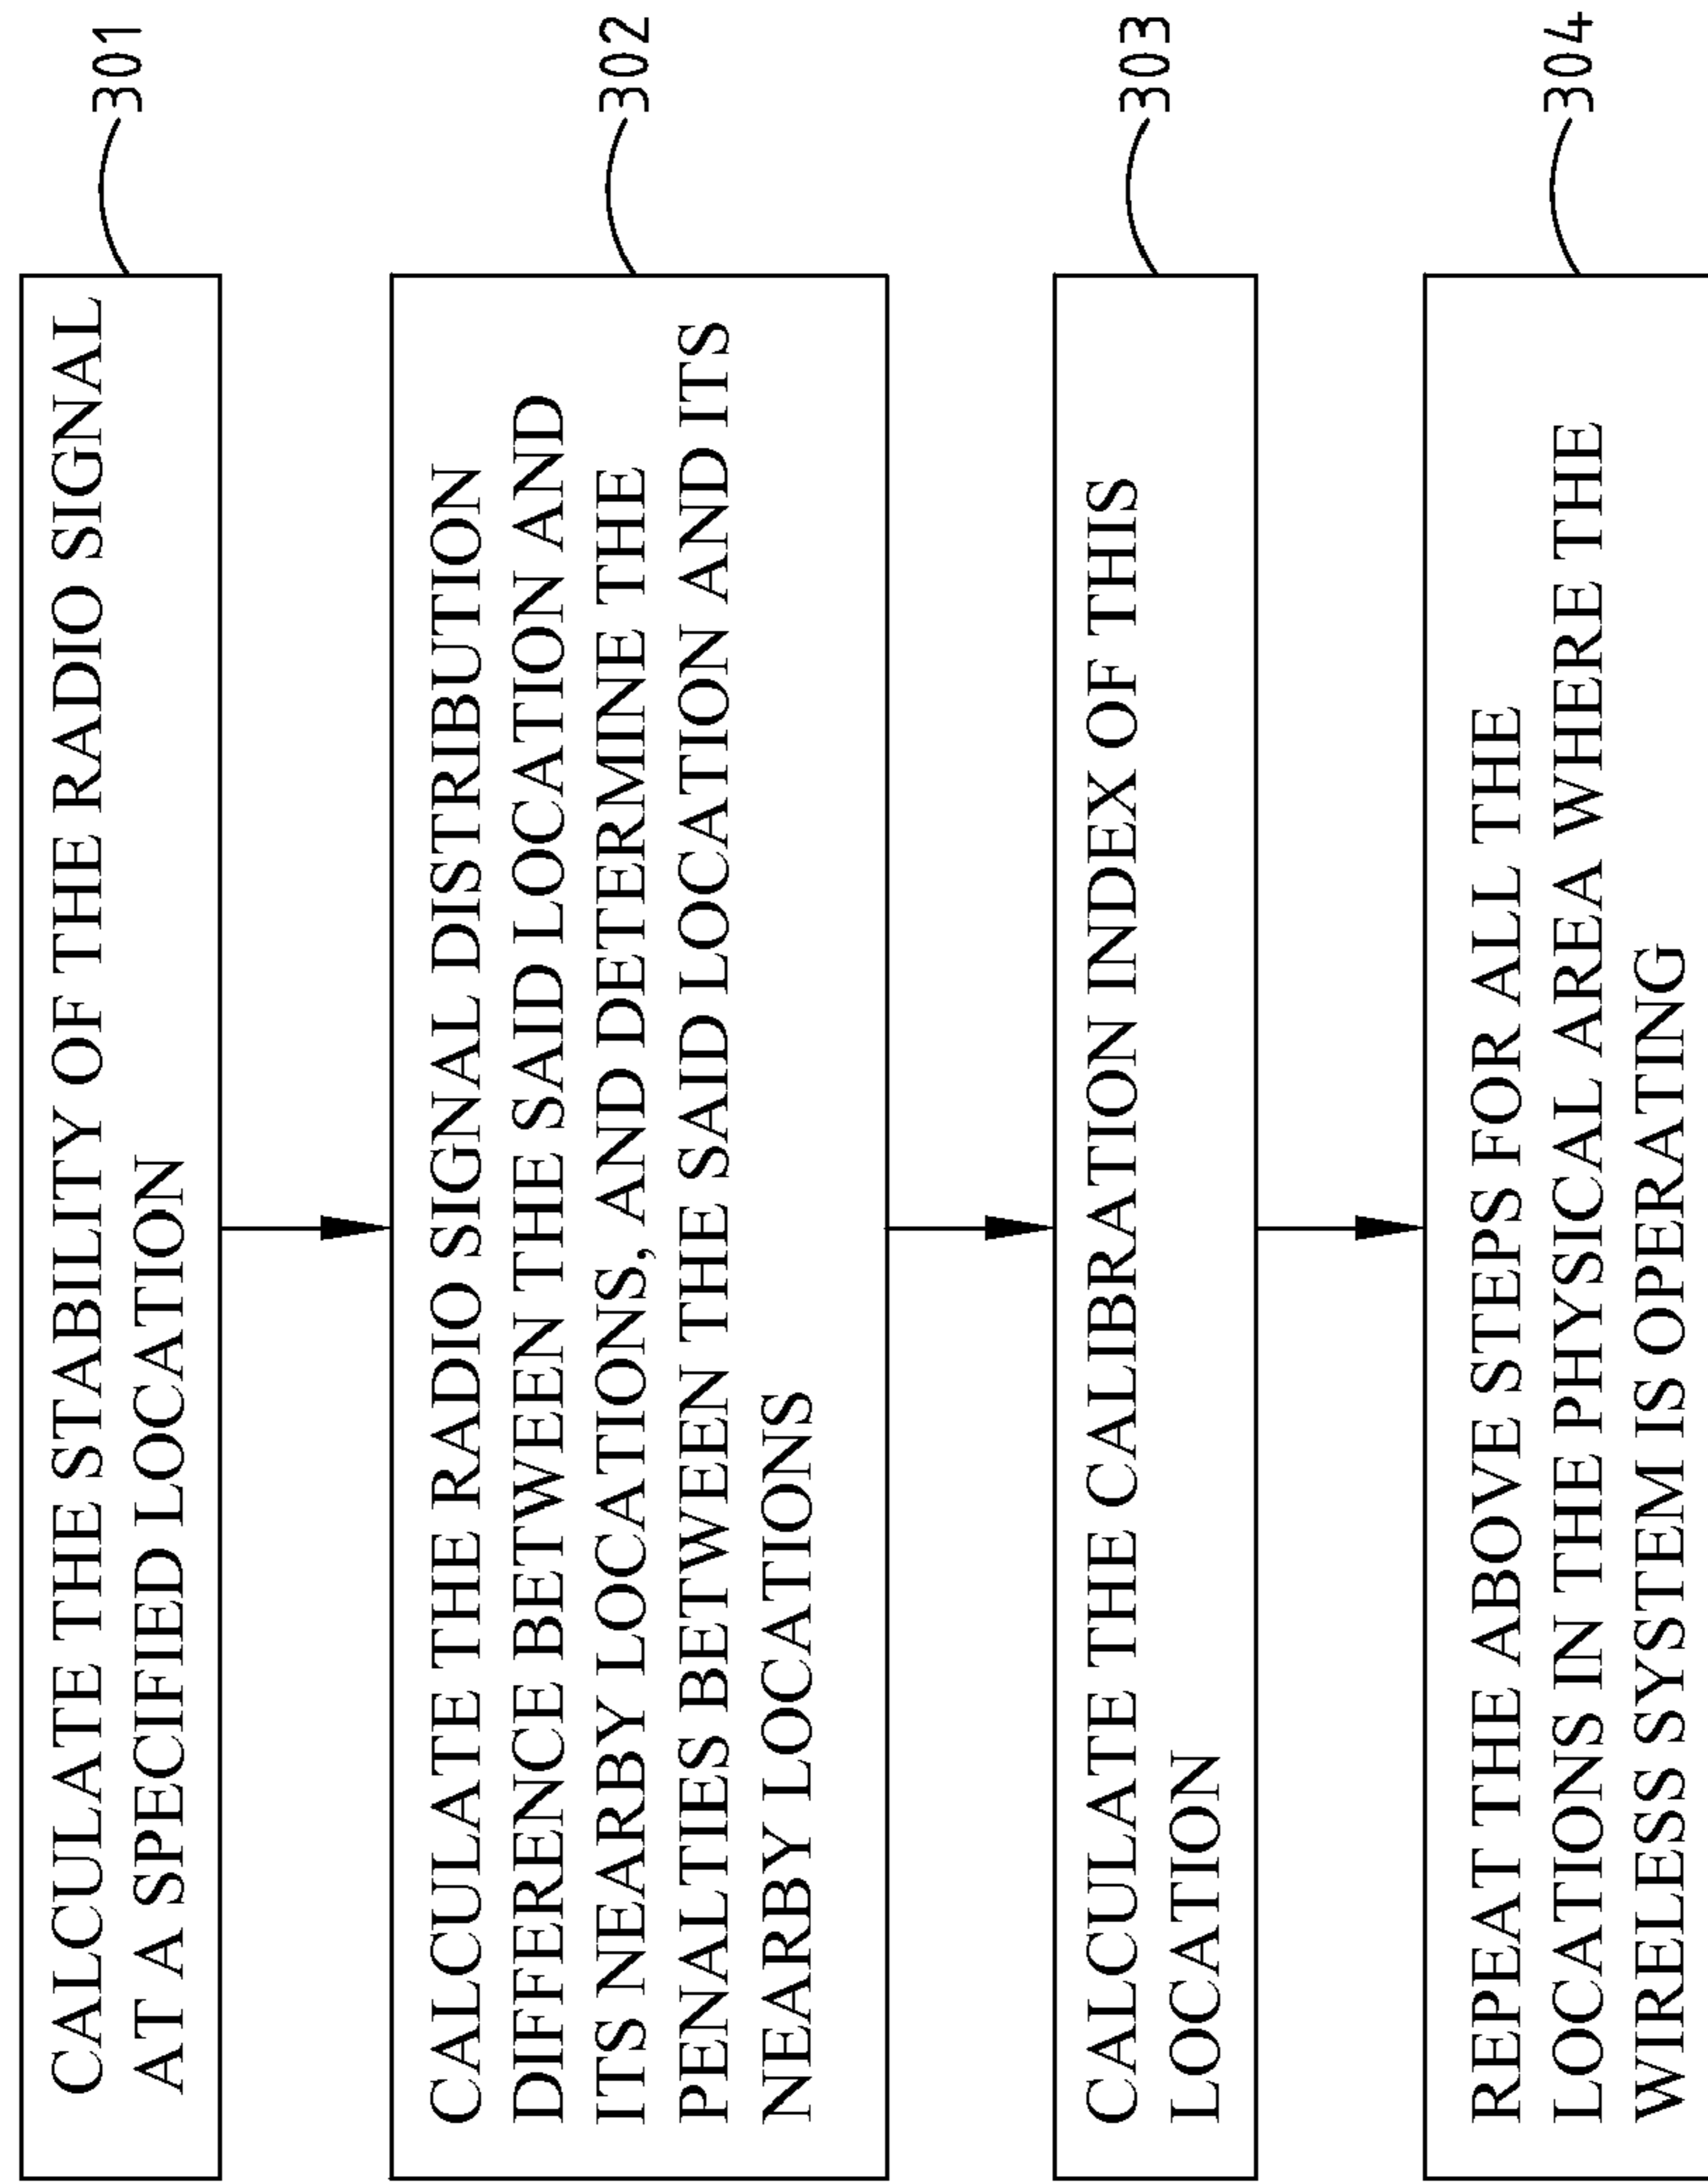 CALCULATE THE STABILITY OF THE RADIO SIGNAL
AT A SPECIFIED LOCATION
301
CALCULATE THE RADIO SIGNAL DISTRIBUTION
DIFFERENCE BETWEEN THE SAID LOCATION AND
ITS NEARBY LOCATIONS, AND DETERMINE THE
PENALTIES BETWEEN THE SAID LOCATION AND ITS
NEARBY LOCATIONS
302
CALCULATE THE CALIBRATION INDEX OF THIS
LOCATION
303
REPEAT THE ABOVE STEPS FOR ALL THE
LOCATIONS IN THE PHYSICAL AREA WHERE THE
WIRELESS SYSTEM IS OPERATING
304